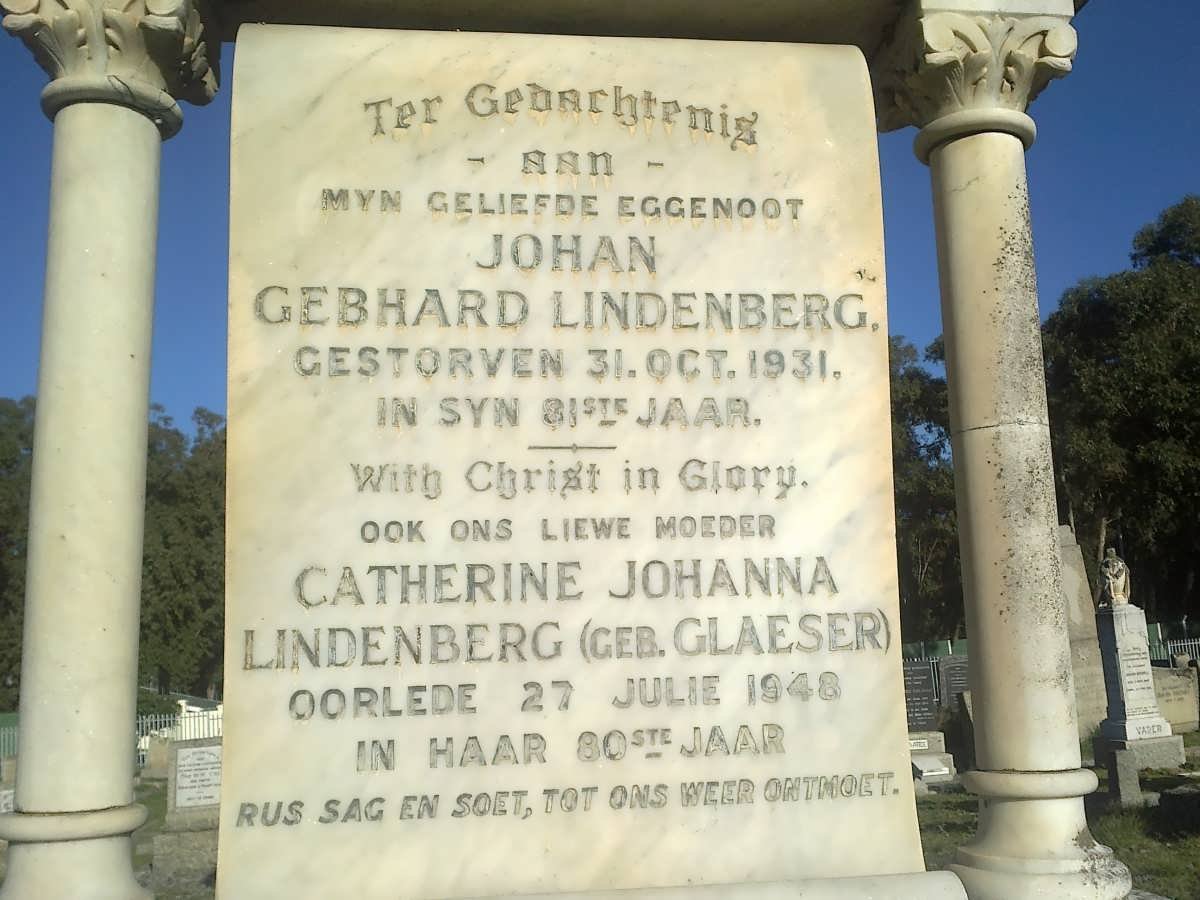 Ter Gedachtenis
- aan -
MYN GELIEFDE EGGENOOT
JOHAN
GEBHARD LINDENBERG,
GESTORVEN 31. OCT. 1931.
IN SYN 81STE JAAR.
With Christ in Glory.
OOK ONS LIEWE MOEDER
CATHERINE JOHANNA
LINDENBERG (GEB. GLAESER)
OORLEDE 27 JULIE 1948
IN HAAR 80STE JAAR
RUS SAG EN SOET, TOT ONS WEER ONTMOET.
VADER